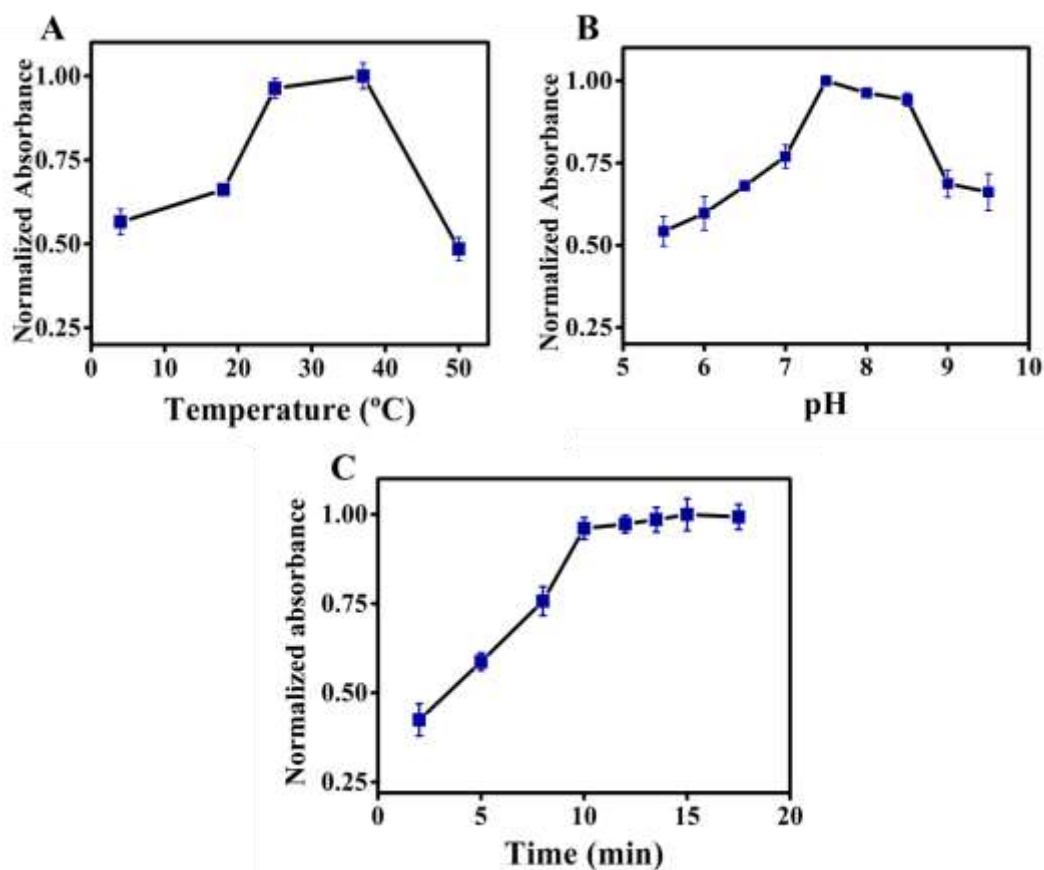 A
Normalized Absorbance
1.00
0.75
0.50
0.25
0 10 20 30 40 50
Temperature (ºC)
B
Normalized Absorbance
1.00
0.75
0.50
0.25
5 6 7 8 9 10
pH
C
Normalized absorbance
1.00
0.75
0.50
0.25
0 5 10 15 20
Time (min)